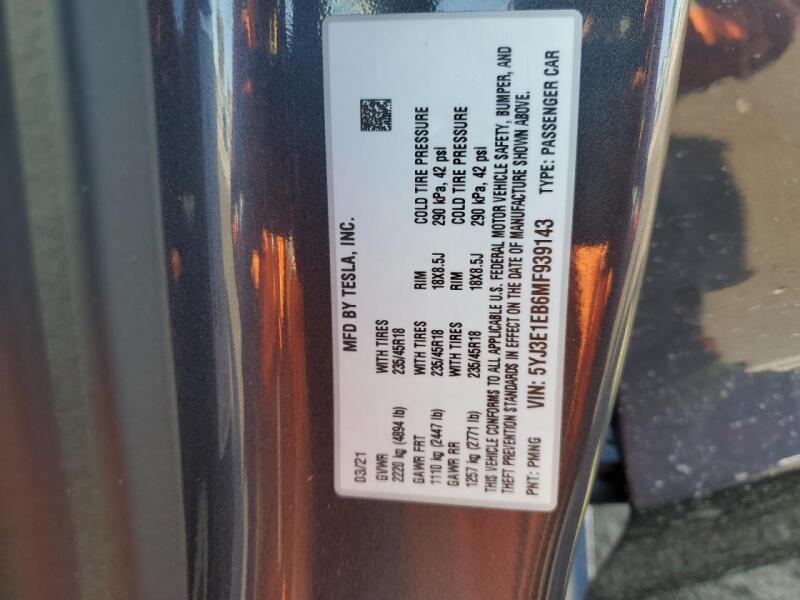 MFD BY TESLA, INC.
03/21
GVWR WITH TIRES RIM COLD TIRE PRESSURE
2220 kg (4894 lb) 235/45R18 18X8.5J 290 kPa, 42 psi
GAWR FRT WITH TIRES RIM COLD TIRE PRESSURE
1110 kg (2447 lb) 235/45R18 18X8.5J 290 kPa, 42 psi
GAWR RR
1257 kg (2771 lb) WITH TIRES 235/45R18
THIS VEHICLE CONFORMS TO ALL APPLICABLE U.S. FEDERAL MOTOR VEHICLE SAFETY, BUMPER, AND
THEFT PREVENTION STANDARDS IN EFFECT ON THE DATE OF MANUFACTURE SHOWN ABOVE.
PNT: PMNG VIN: 5YJ3E1EB6MF939143 TYPE: PASSENGER CAR